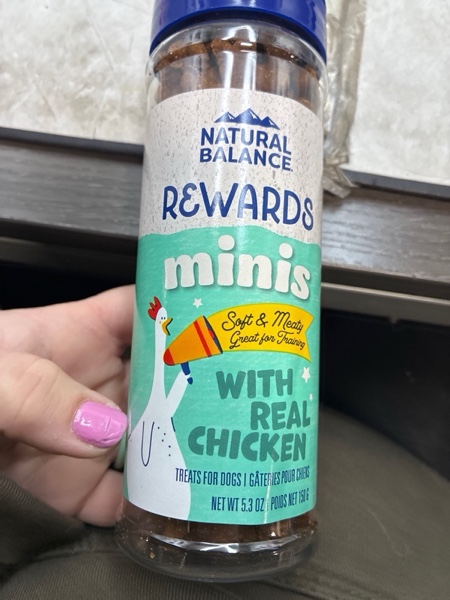 NATURAL
BALANCE
REWARDS
minis
Soft & Meaty
Great for Training
WITH
REAL
CHICKEN
TREATS FOR DOGS | GÂTERIES POUR CHIENS
NET WT 5.3 OZ | POIDS NET 150 G